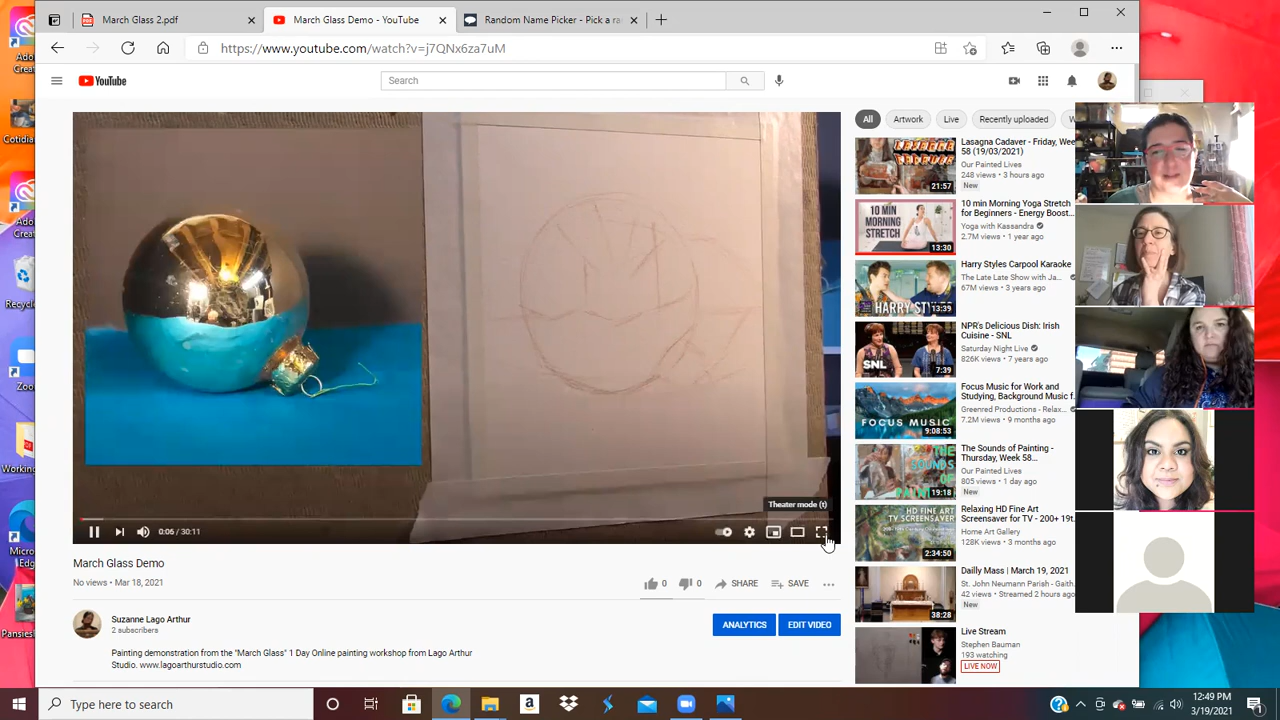 March Glass 2.pdf
March Glass Demo - YouTube
Random Name Picker - Pick a ra
https://www.youtube.com/watch?v=j7QNx6za7uM
YouTube
Search
All
Artwork
Live
Recently uploaded
Lasagna Cadaver - Friday, Wee
58 (19/03/2021)
Our Painted Lives
248 views • 3 hours ago
New
21:57
10 min Morning Yoga Stretch
for Beginners - Energy Boost...
Yoga with Kassandra
2.7M views • 1 year ago
10 MIN
MORNING
STRETCH
13:30
Harry Styles Carpool Karaoke
The Late Late Show with Ja...
67M views • 3 years ago
13:39
NPR's Delicious Dish: Irish
Cuisine - SNL
Saturday Night Live
826K views • 7 years ago
SNL
7:39
Focus Music for Work and
Studying, Background Music f
Greenred Productions - Relax...
7.2M views • 9 months ago
FOCUS MUSIC
9:08:53
The Sounds of Painting -
Thursday, Week 58...
Our Painted Lives
805 views • 1 day ago
New
THE
SOUNDS
OF
19:18
Relaxing HD Fine Art
Screensaver for TV - 200+ 19t
Home Art Gallery
128K views • 3 months ago
2:34:50
Dailly Mass | March 19, 2021
St. John Neumann Parish - Gaith
42 views • Streamed 2 hours ago
New
38:28
Live Stream
Stephen Bauman
193 watching
LIVE NOW
Theater mode (t)
0:06 / 30:11
March Glass Demo
No views • Mar 18, 2021
0
0
SHARE
SAVE
Suzanne Lago Arthur
2 subscribers
ANALYTICS
EDIT VIDEO
Painting demonstration from the "March Glass" 1 Day Online painting workshop from Lago Arthur
Studio. www.lagoarthurstudio.com
Type here to search
12:49 PM
3/19/2021